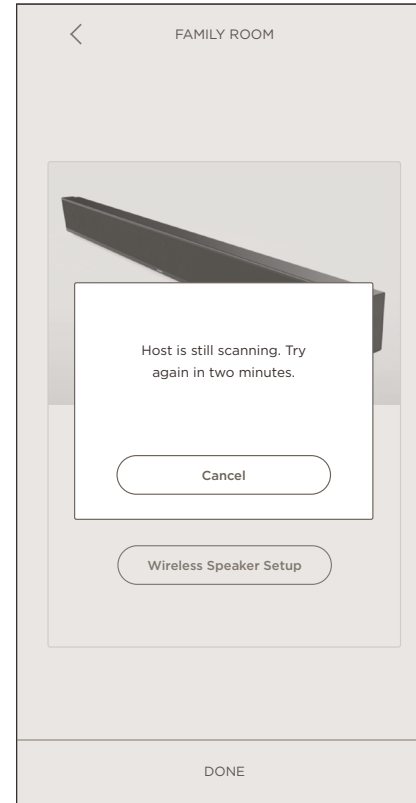 FAMILY ROOM
Host is still scanning. Try
again in two minutes.
Cancel
Wireless Speaker Setup
DONE